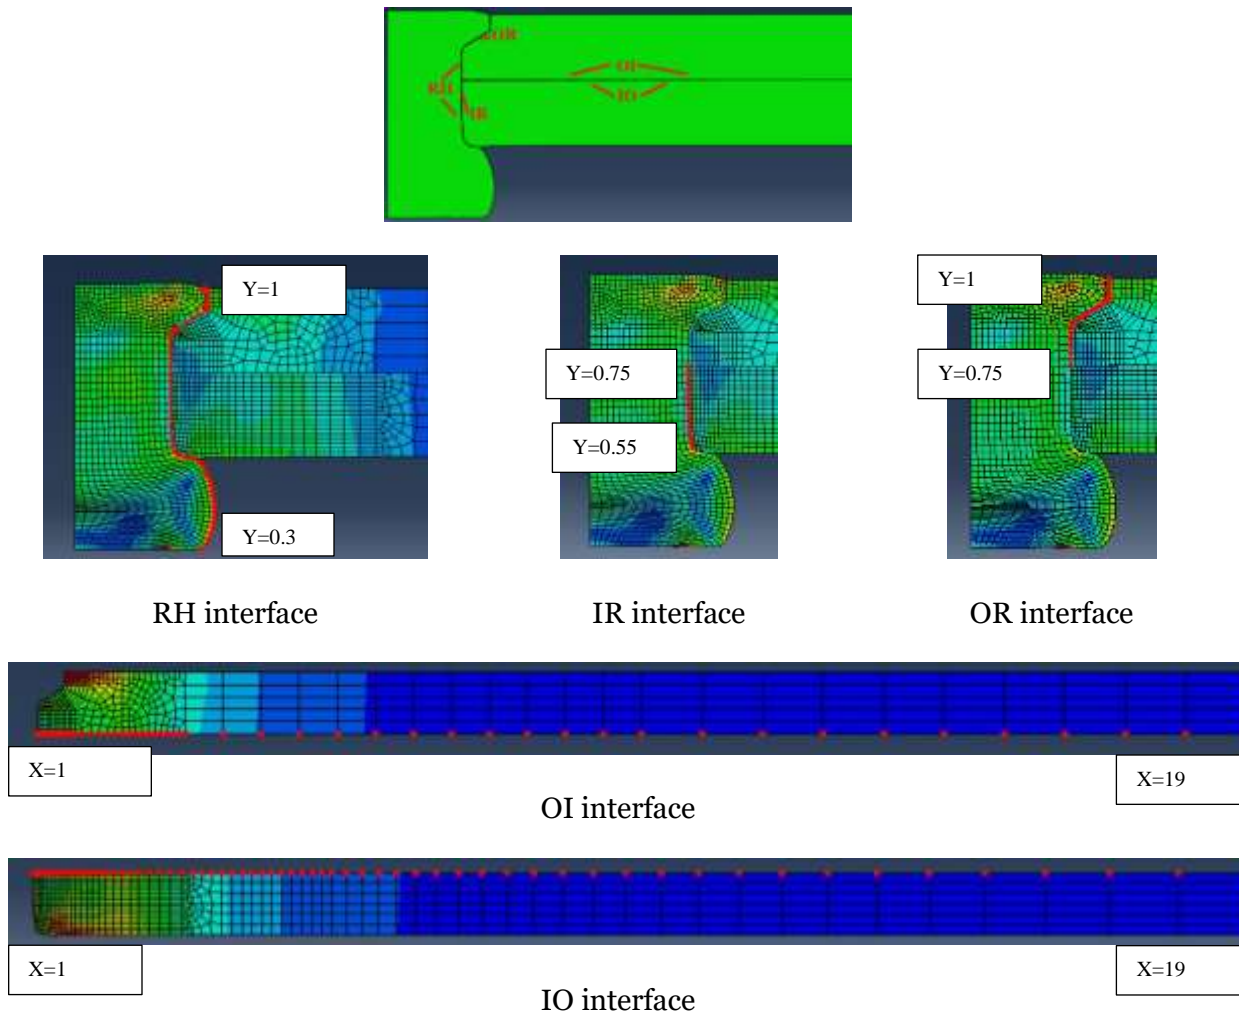 OR
OI
RH
IO
IR
Y=1
Y=0.3
RH interface
Y=0.75
Y=0.55
IR interface
Y=1
Y=0.75
OR interface
X=1
X=19
OI interface
X=1
X=19
IO interface